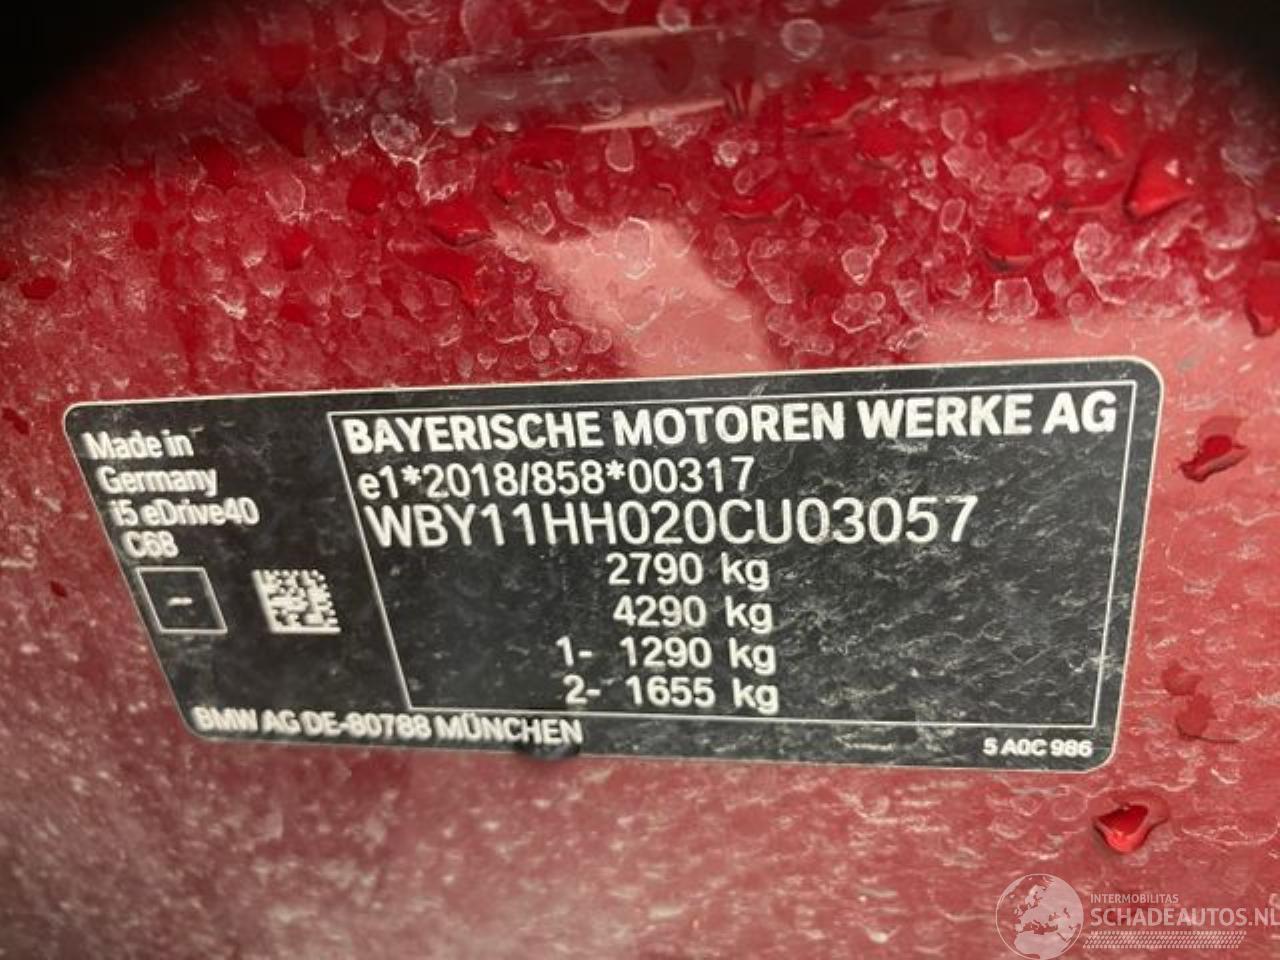 Made in
Germany
i5 eDrive40
C68
-
BAYERISCHE MOTOREN WERKE AG
e1*2018/858*00317
WBY11HH020CU03057
2790 kg
4290 kg
1- 1290 kg
2- 1655 kg
BMW AG DE-80788 MÜNCHEN
5 A0C 986
INTERMOBILITAS
SCHADEAUTOS.NL